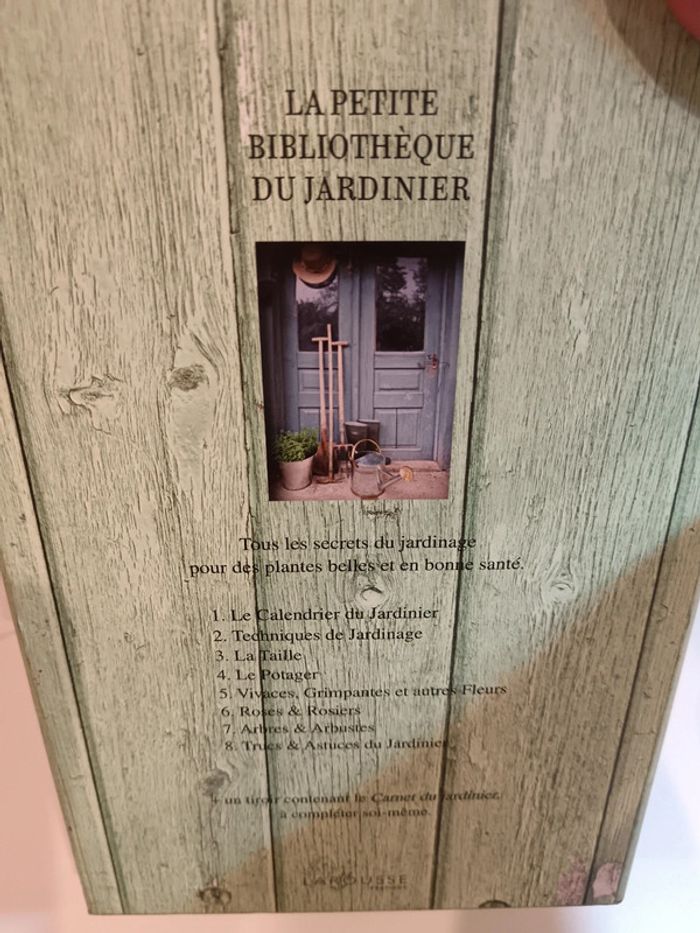 LA PETITE
BIBLIOTHÈQUE
DU JARDINIER
Tous les secrets du jardinage
pour des plantes belles et en bonne santé.
1. Le Calendrier du Jardinier
2. Techniques de Jardinage
3. La Taille
4. Le Potager
5. Vivaces, Grimpantes et autres Fleurs
6. Roses & Rosiers
7. Arbres & Arbustes
8. Trucs & Astuces du Jardinier
+ un tiroir contenant le Carnet du jardinier,
à compléter soi-même.
LAROUSSE